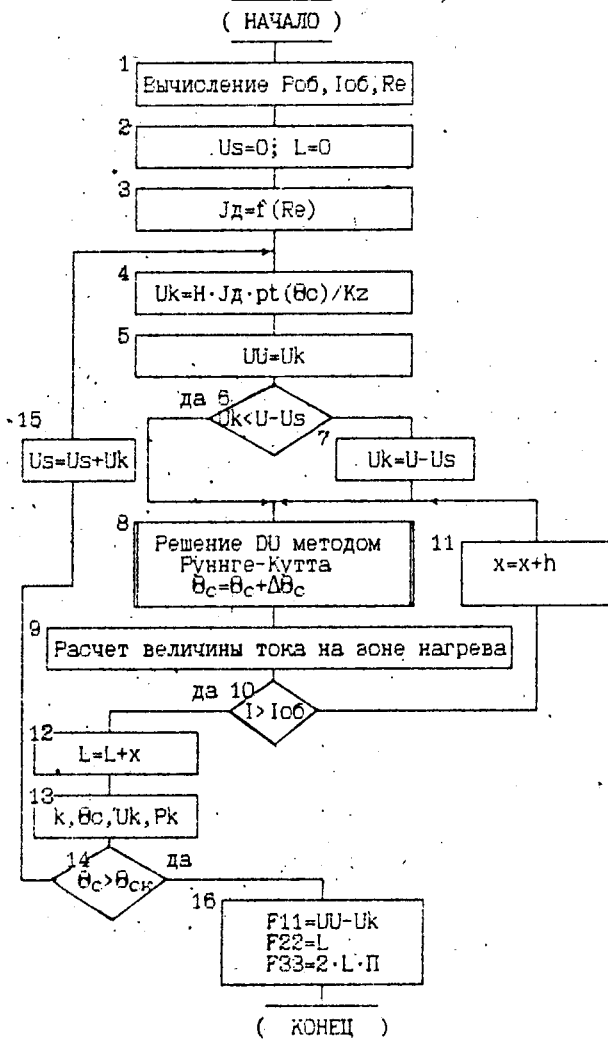 ( НАЧАЛО )
1
Вычисление Роб, Iоб, Re
2
Us=0; L=0
3
Jд=f(Re)
4
Uk=H·Jд·pt(θc)/Kz
5
UU=Uk
да 6
Uk<U-Us
7
15
Us=Us+Uk
Uk=U-Us
8
Решение DU методом
Руннге-Кутта
θc=θc+Δθc
11
x=x+h
9
Расчет величины тока на зоне нагрева
да 10
I>Iоб
12
L=L+x
13
k,θc,Uk,Pk
14
да
θc>θcк
16
F11=UU-Uk
F22=L
F33=2·L·П
( КОНЕЦ )